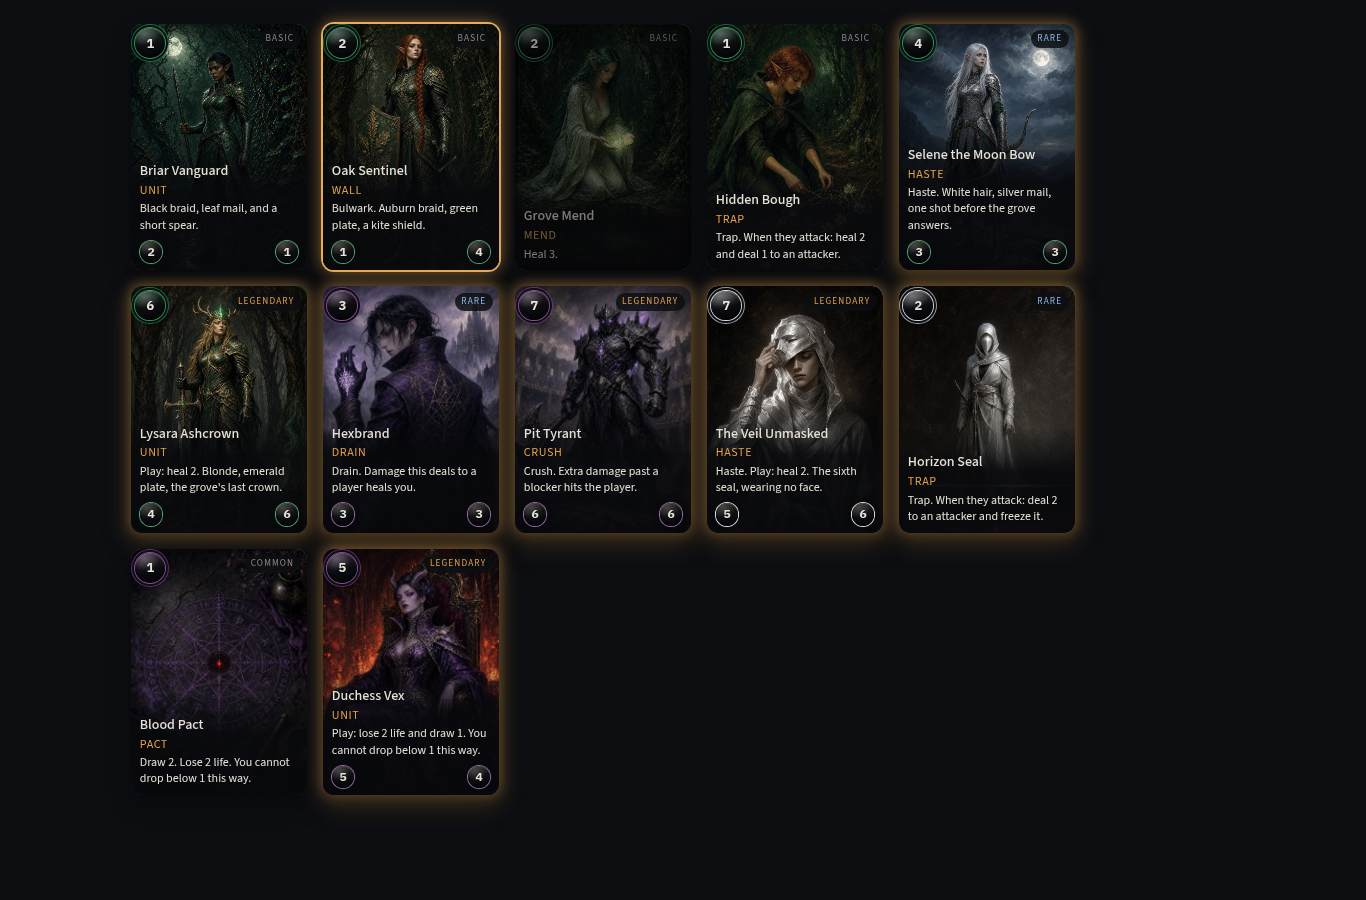 1
BASIC
Briar Vanguard
UNIT
Black braid, leaf mail, and a
short spear.
2 1
2
BASIC
Oak Sentinel
WALL
Bulwark. Auburn braid, green
plate, a kite shield.
1 4
2
BASIC
Grove Mend
MEND
Heal 3.
1
BASIC
Hidden Bough
TRAP
Trap. When they attack: heal 2
and deal 1 to an attacker.
4
RARE
Selene the Moon Bow
HASTE
Haste. White hair, silver mail,
one shot before the grove
answers.
3 3
6
LEGENDARY
Lysara Ashcrown
UNIT
Play: heal 2. Blonde, emerald
plate, the grove's last crown.
4 6
3
RARE
Hexbrand
DRAIN
Drain. Damage this deals to a
player heals you.
3 3
7
LEGENDARY
Pit Tyrant
CRUSH
Crush. Extra damage past a
blocker hits the player.
6 6
7
LEGENDARY
The Veil Unmasked
HASTE
Haste. Play: heal 2. The sixth
seal, wearing no face.
5 6
2
RARE
Horizon Seal
TRAP
Trap. When they attack: deal 2
to an attacker and freeze it.
1
COMMON
Blood Pact
PACT
Draw 2. Lose 2 life. You cannot
drop below 1 this way.
5
LEGENDARY
Duchess Vex
UNIT
Play: lose 2 life and draw 1. You
cannot drop below 1 this way.
5 4